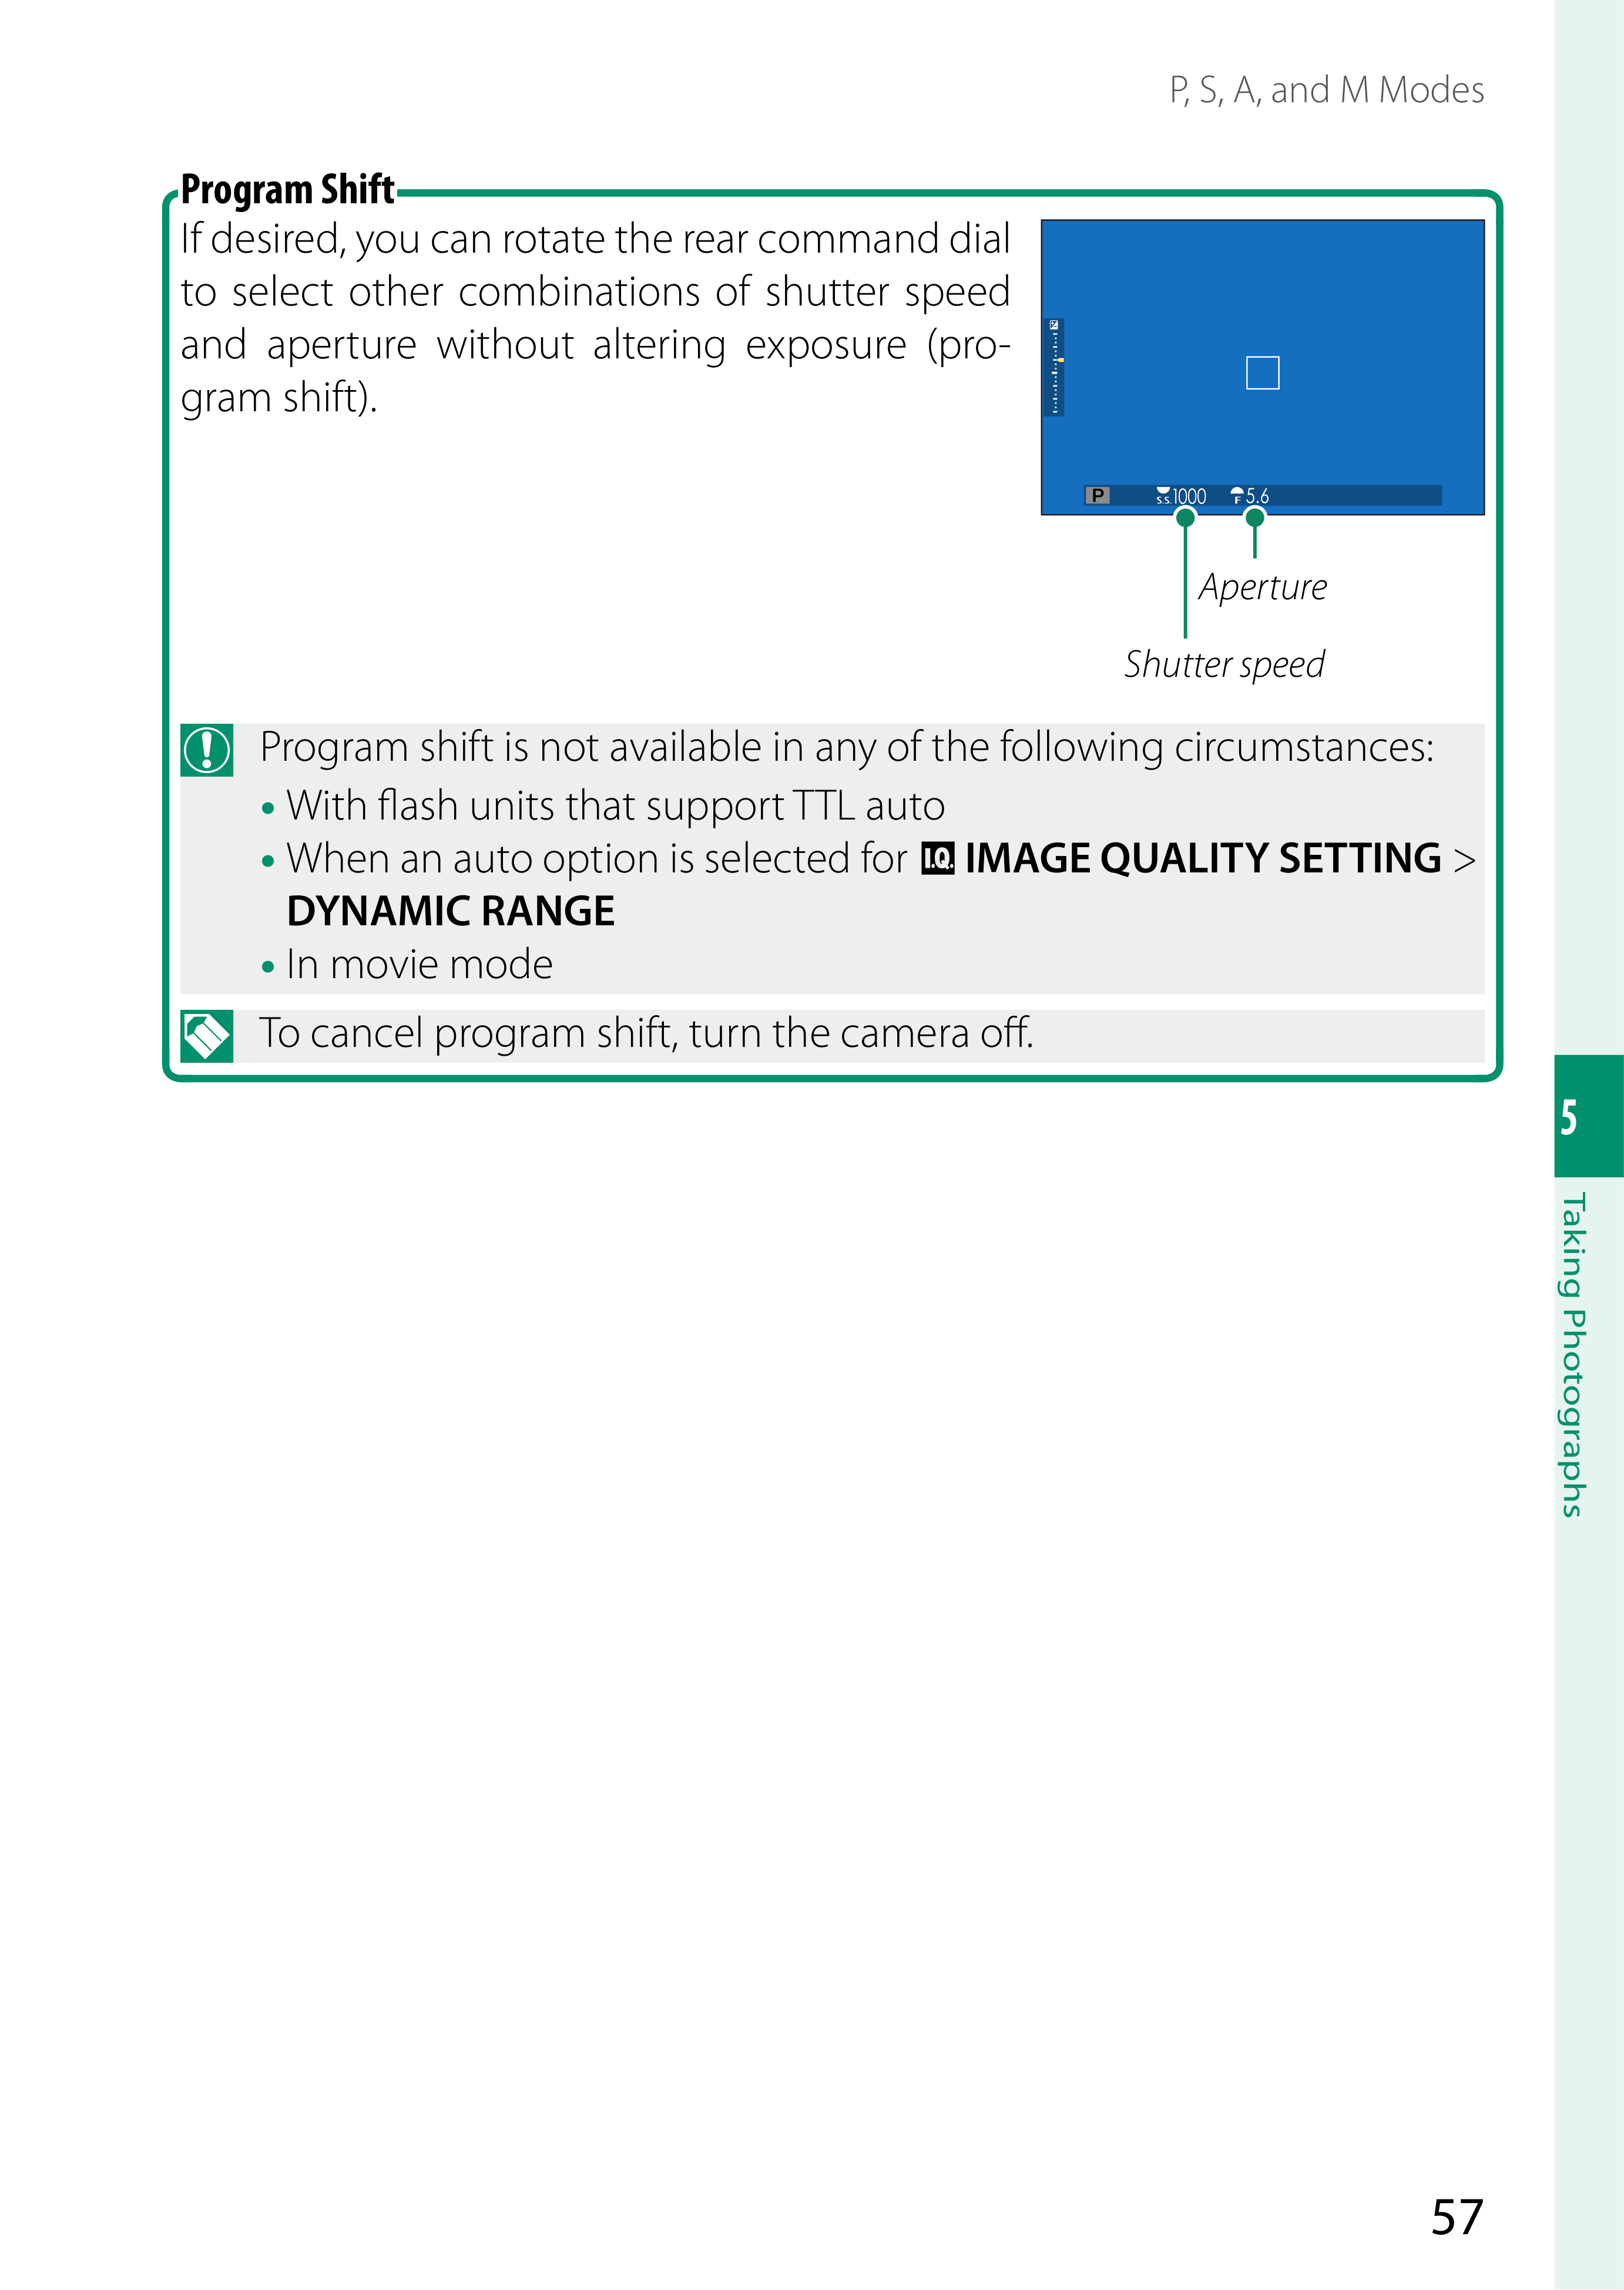 P, S, A, and M Modes
Program Shift
If desired, you can rotate the rear command dial
to select other combinations of shutter speed
and aperture without altering exposure (pro-
gram shift).
P S.S. 1000 F 5.6
Aperture
Shutter speed
Program shift is not available in any of the following circumstances:
• With flash units that support TTL auto
• When an auto option is selected for I.Q. IMAGE QUALITY SETTING >
DYNAMIC RANGE
• In movie mode
To cancel program shift, turn the camera off.
5
Taking Photographs
57